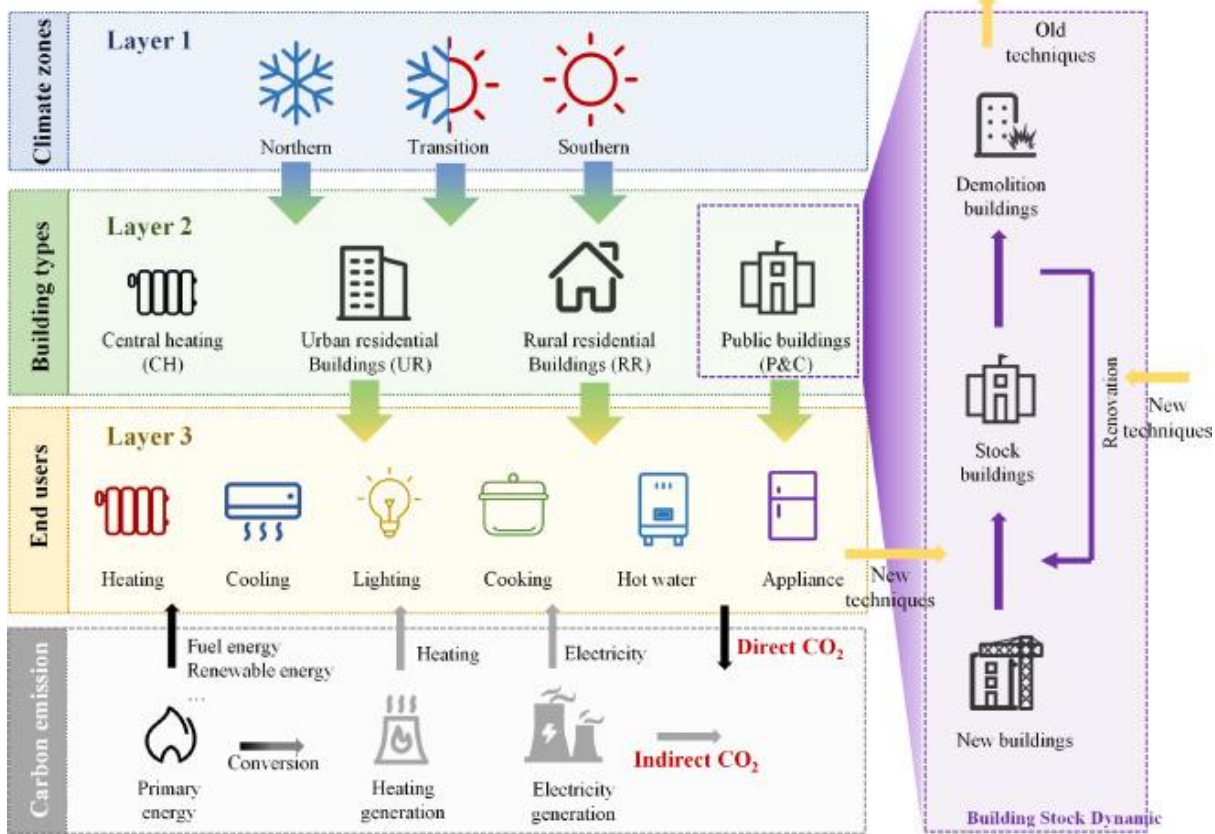 Climate zones
Layer 1
Northern
Transition
Southern
Building types
Layer 2
Central heating
(CH)
Urban residential
Buildings (UR)
Rural residential
Buildings (RR)
Public buildings
(P&C)
End users
Layer 3
Heating
Cooling
Lighting
Cooking
Hot water
Appliance
New
techniques
Carbon emission
Fuel energy
Renewable energy
...
Heating
Electricity
Direct CO₂
Primary
energy
Conversion
Heating
generation
Electricity
generation
Indirect CO₂
Old
techniques
Demolition
buildings
Renovation
New
techniques
Stock
buildings
New buildings
Building Stock Dynamic